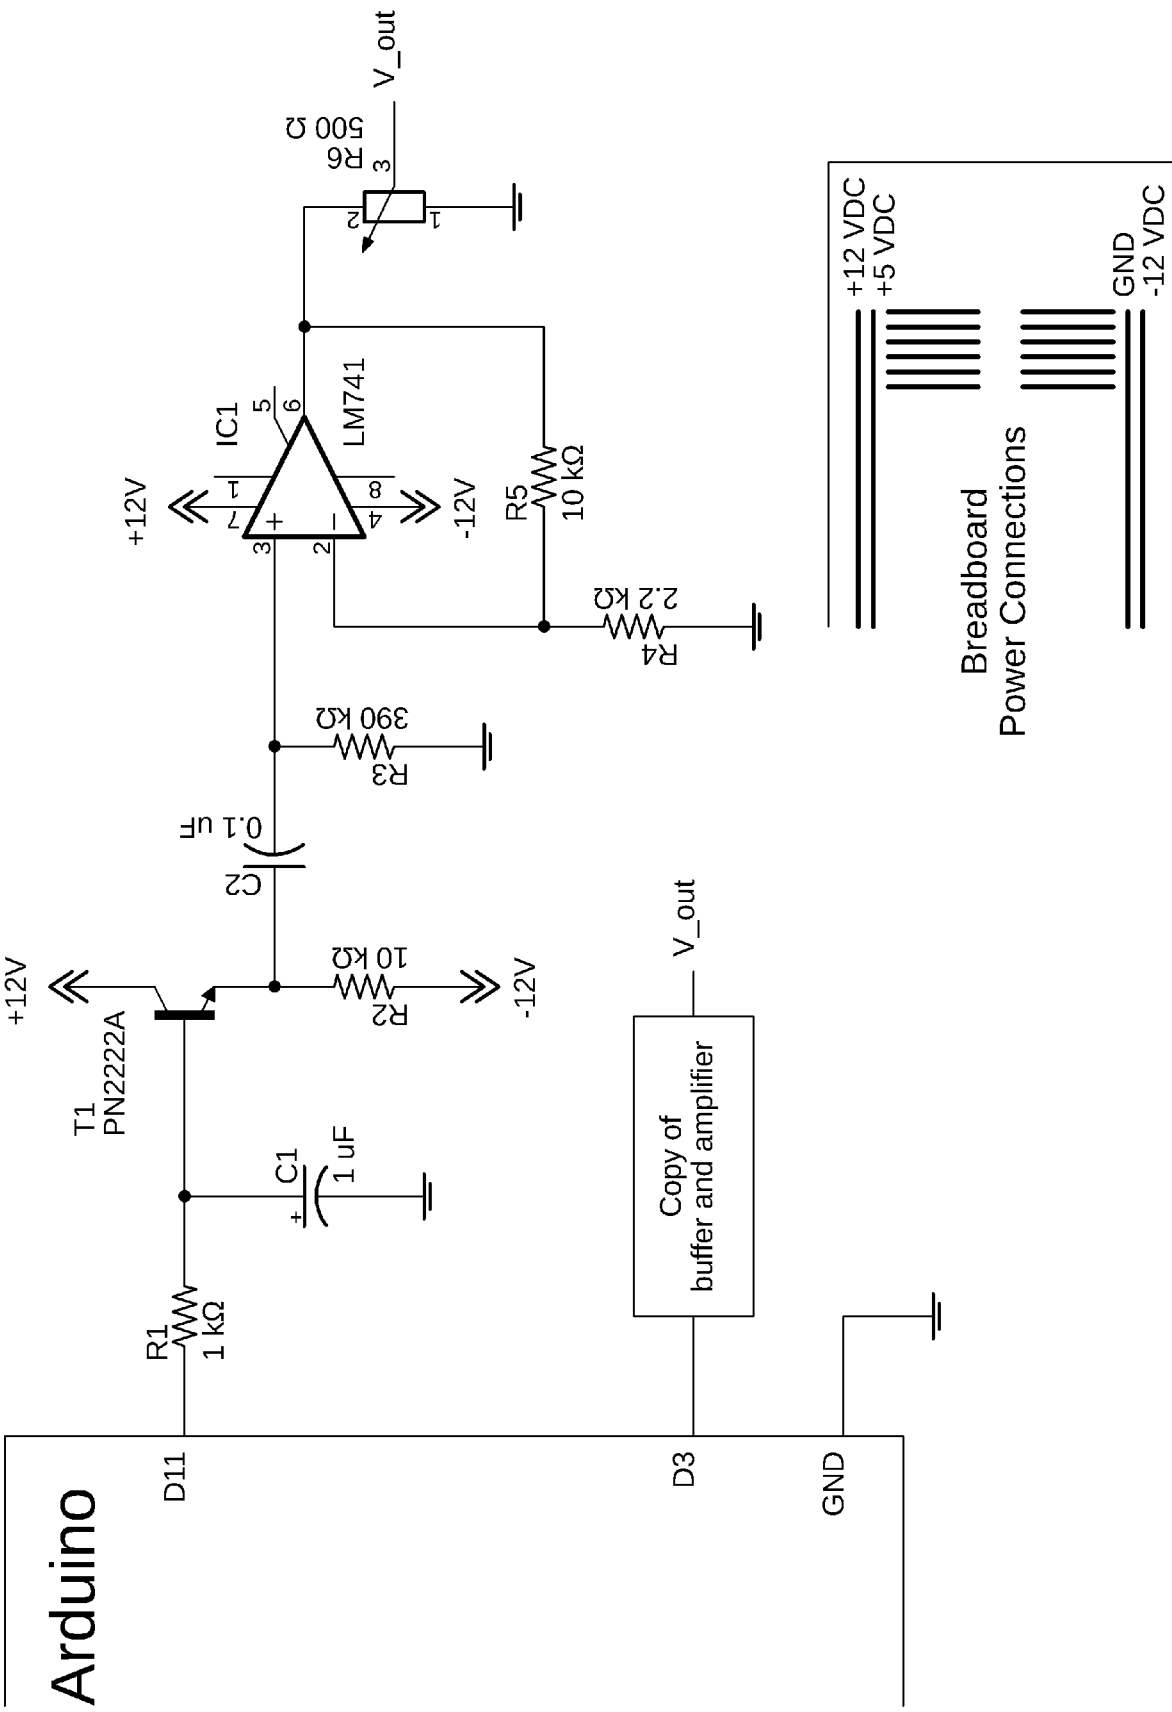 Arduino
D11
D3
GND
R1
1 kΩ
C1
+
1 uF
T1
PN2222A
+12V
R2
10 kΩ
-12V
C2
0.1 uF
R3
390 kΩ
IC1
LM741
+12V
-12V
3
2
7
1
4
8
5
6
+
−
R4
2.2 kΩ
R5
10 kΩ
R6
500 Ω
2
1
3
V_out
Copy of
buffer and amplifier
V_out
Breadboard
Power Connections
+12 VDC
+5 VDC
GND
-12 VDC